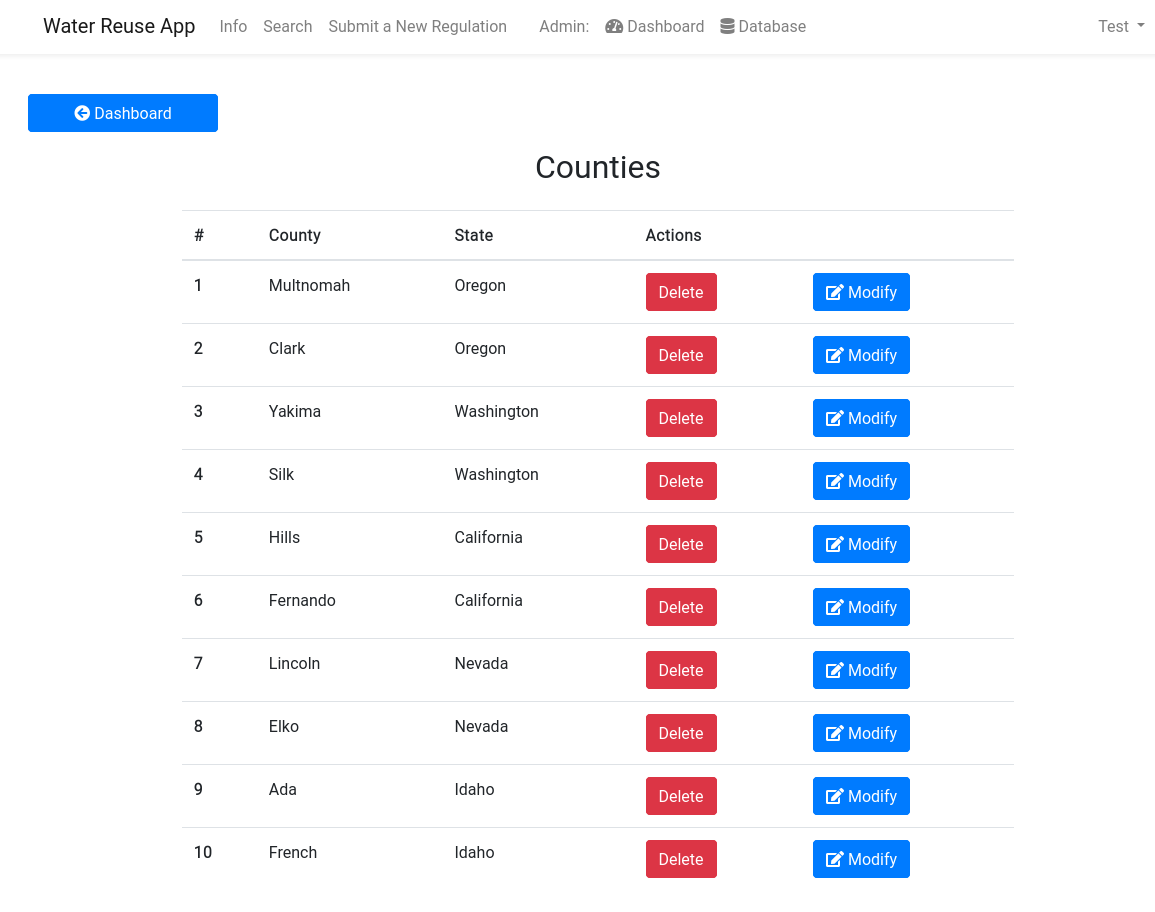 Water Reuse App Info Search Submit a New Regulation Admin: Dashboard Database Test
Dashboard
Counties
# County State Actions
1 Multnomah Oregon Delete Modify
2 Clark Oregon Delete Modify
3 Yakima Washington Delete Modify
4 Silk Washington Delete Modify
5 Hills California Delete Modify
6 Fernando California Delete Modify
7 Lincoln Nevada Delete Modify
8 Elko Nevada Delete Modify
9 Ada Idaho Delete Modify
10 French Idaho Delete Modify